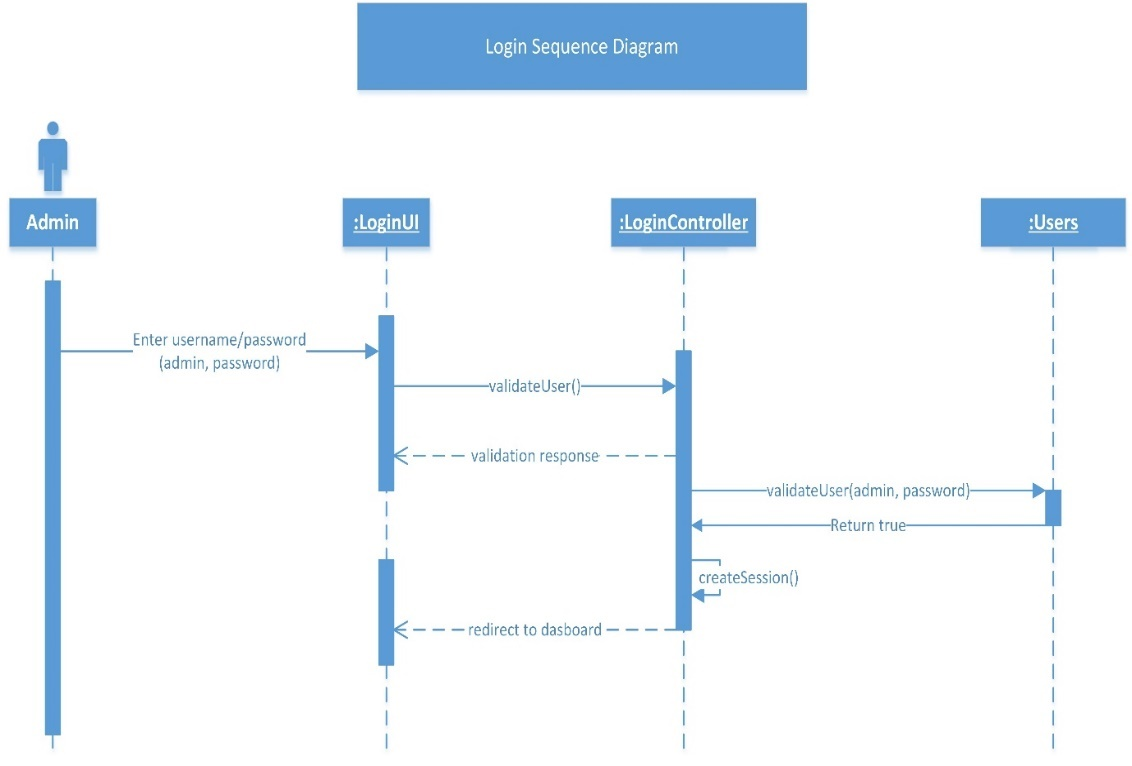 Login Sequence Diagram
Admin
:LoginUI
:LoginController
:Users
Enter username/password
(admin, password)
validateUser()
validation response
validateUser(admin, password)
Return true
createSession()
redirect to dasboard